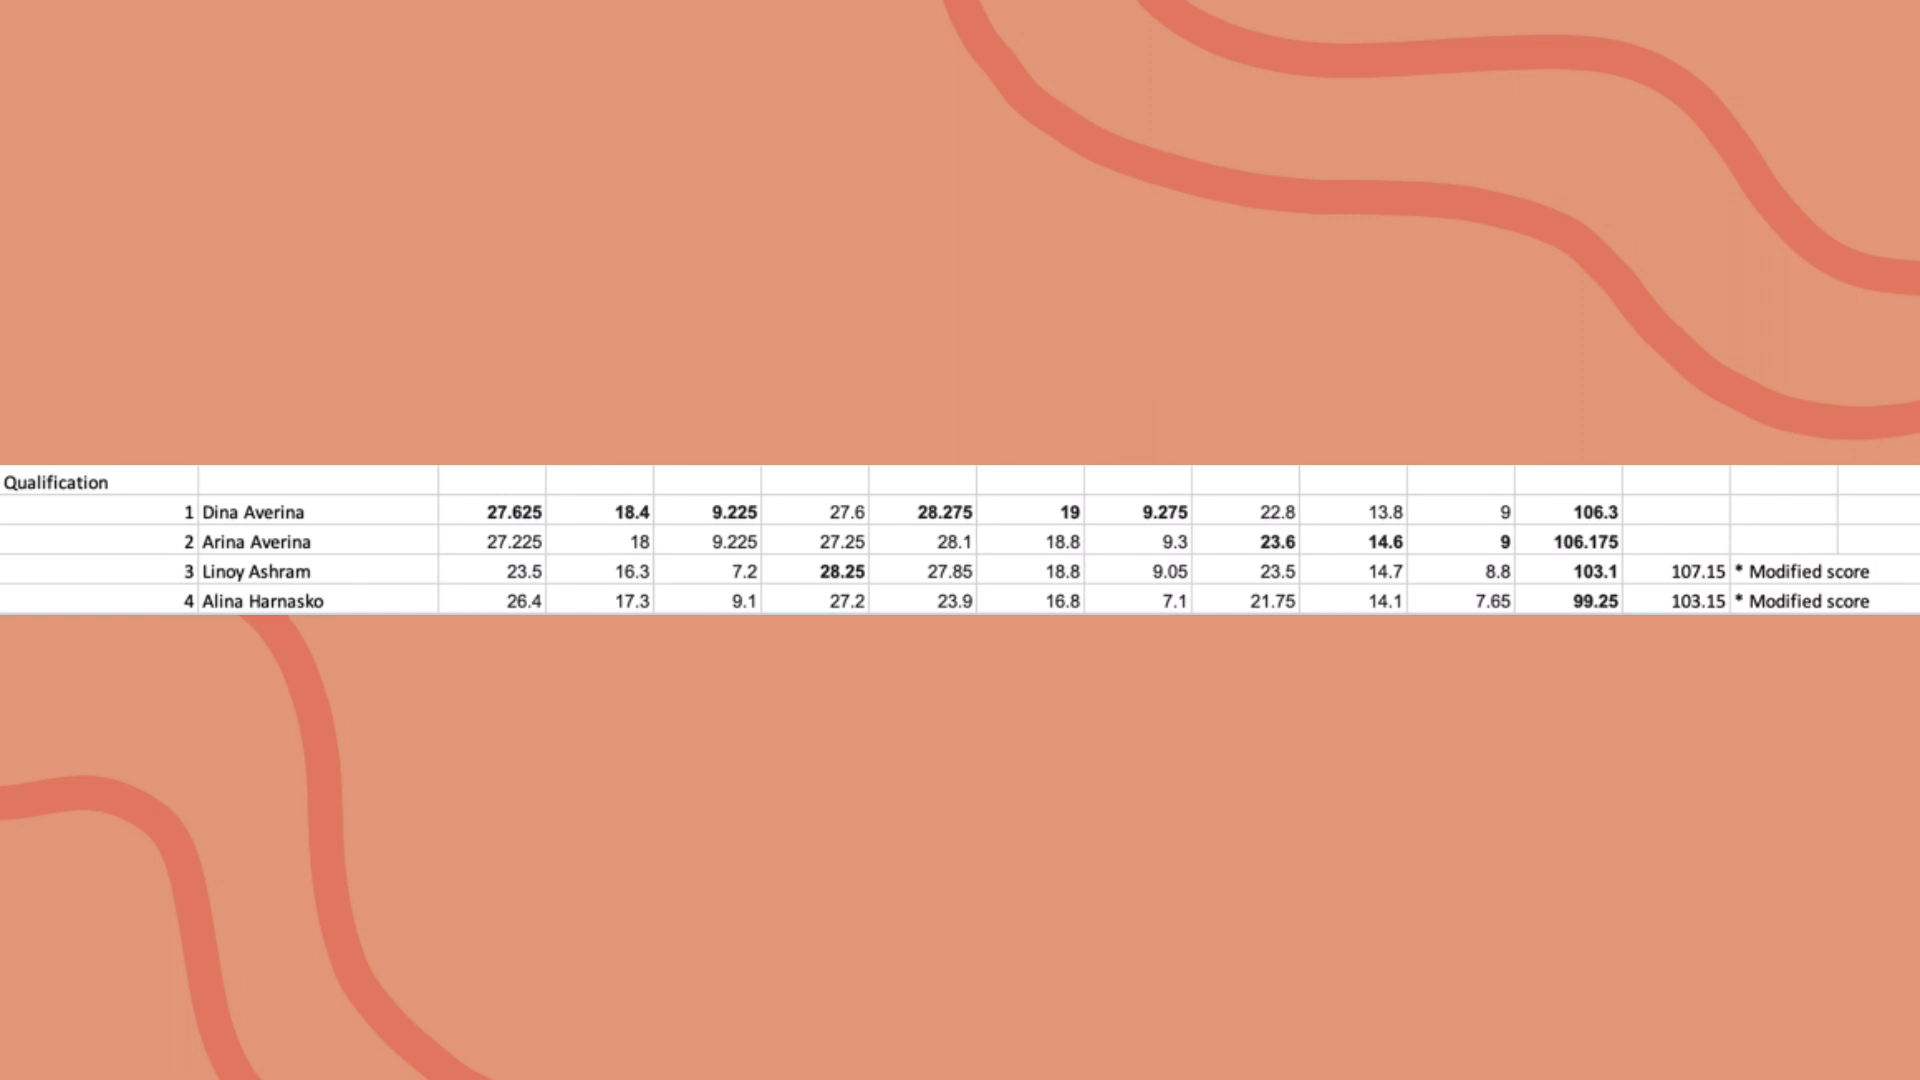 Qualification
1 Dina Averina 27.625 18.4 9.225 27.6 28.275 19 9.275 22.8 13.8 9 106.3
2 Arina Averina 27.225 18 9.225 27.25 28.1 18.8 9.3 23.6 14.6 9 106.175
3 Linoy Ashram 23.5 16.3 7.2 28.25 27.85 18.8 9.05 23.5 14.7 8.8 103.1 107.15 * Modified score
4 Alina Harnasko 26.4 17.3 9.1 27.2 23.9 16.8 7.1 21.75 14.1 7.65 99.25 103.15 * Modified score